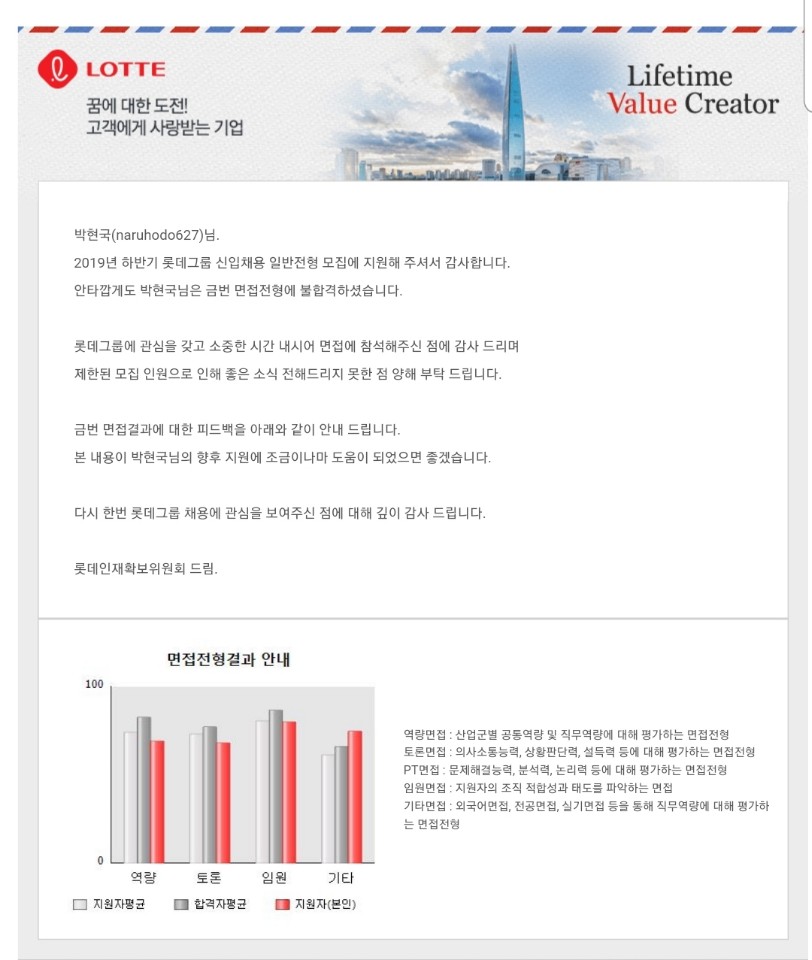 LOTTE
꿈에 대한 도전!
고객에게 사랑받는 기업
Lifetime
Value Creator
박현국(naruhodo627)님.
2019년 하반기 롯데그룹 신입채용 일반전형 모집에 지원해 주셔서 감사합니다.
안타깝게도 박현국님은 금번 면접전형에 불합격하셨습니다.
롯데그룹에 관심을 갖고 소중한 시간 내시어 면접에 참석해주신 점에 감사 드리며
제한된 모집 인원으로 인해 좋은 소식 전해드리지 못한 점 양해 부탁 드립니다.
금번 면접결과에 대한 피드백을 아래와 같이 안내 드립니다.
본 내용이 박현국님의 향후 지원에 조금이나마 도움이 되었으면 좋겠습니다.
다시 한번 롯데그룹 채용에 관심을 보여주신 점에 대해 깊이 감사 드립니다.
롯데인재확보위원회 드림.
면접전형결과 안내
100
0
역량 토론 임원 기타
지원자평균 합격자평균 지원자(본인)
역량면접 : 산업군별 공통역량 및 직무역량에 대해 평가하는 면접전형
토론면접 : 의사소통능력, 상황판단력, 설득력 등에 대해 평가하는 면접전형
PT면접 : 문제해결능력, 분석력, 논리력 등에 대해 평가하는 면접전형
임원면접 : 지원자의 조직 적합성과 태도를 파악하는 면접
기타면접 : 외국어면접, 전공면접, 실기면접 등을 통해 직무역량에 대해 평가하
는 면접전형